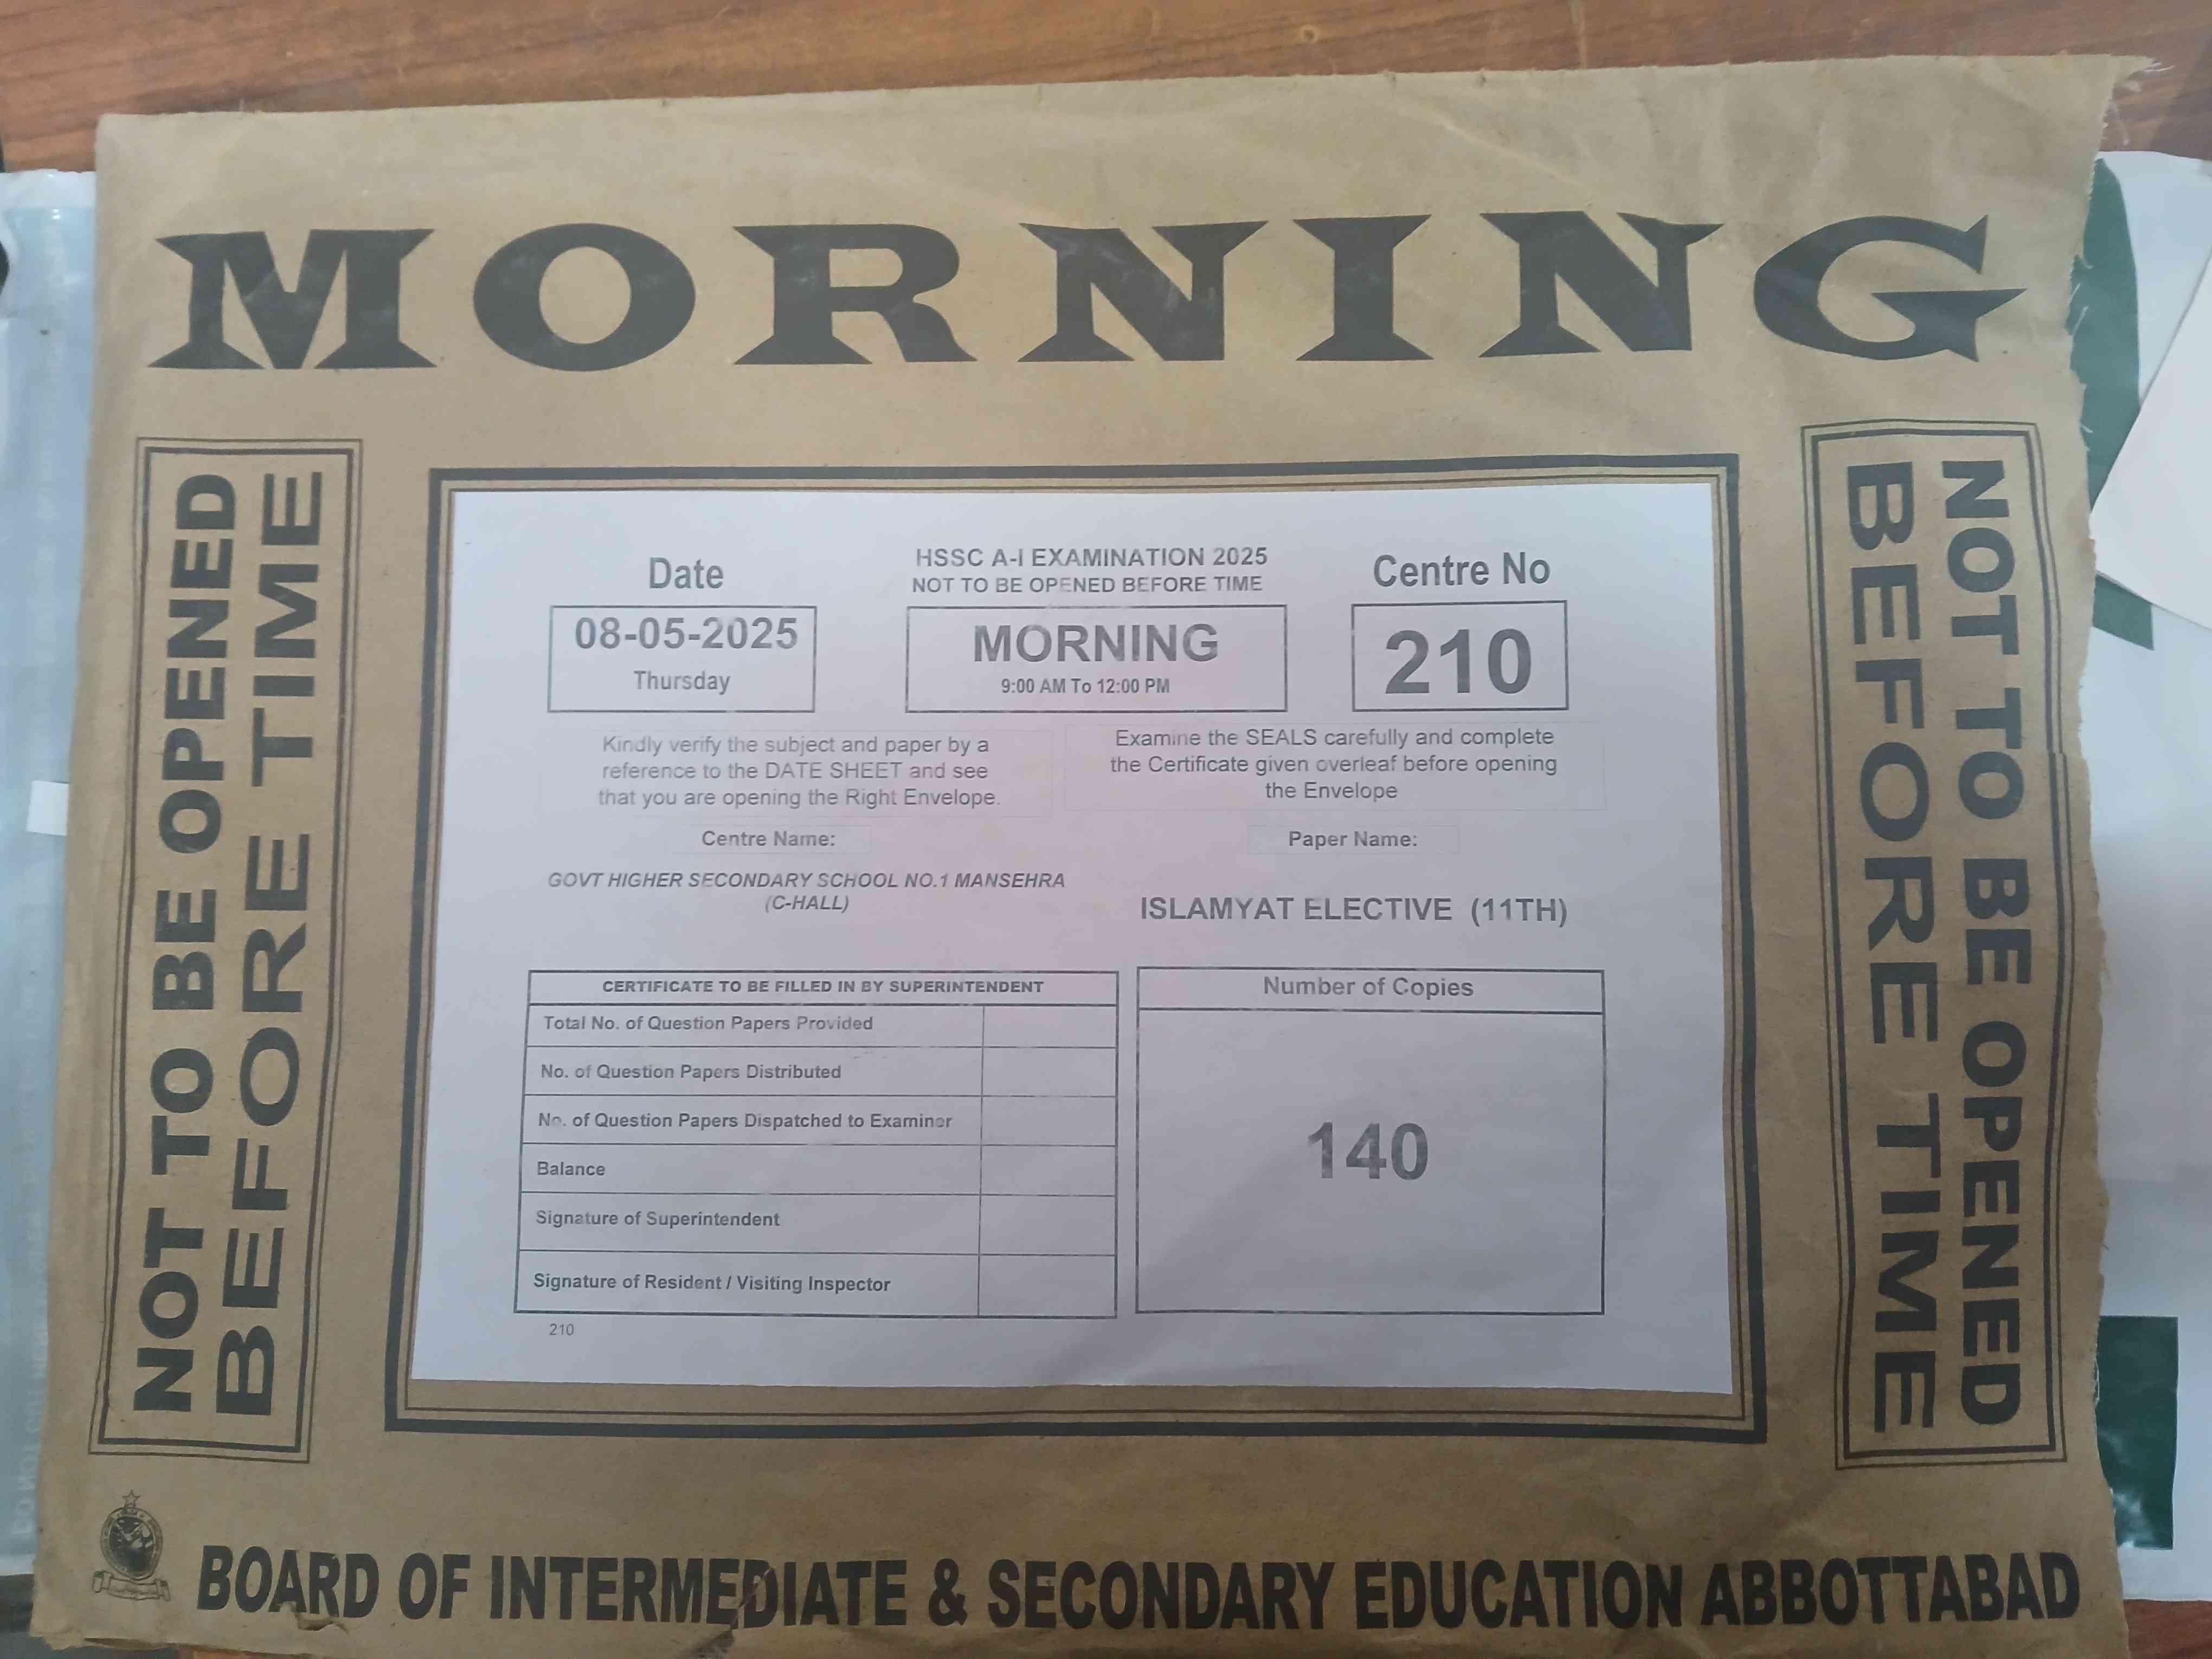 MORNING
NOT TO BE OPENED
BEFORE TIME
Date
08-05-2025
Thursday
HSSC A-I EXAMINATION 2025
NOT TO BE OPENED BEFORE TIME
MORNING
9:00 AM To 12:00 PM
Centre No
210
Kindly verify the subject and paper by a
reference to the DATE SHEET and see
that you are opening the Right Envelope.
Examine the SEALS carefully and complete
the Certificate given overleaf before opening
the Envelope
Centre Name:
GOVT HIGHER SECONDARY SCHOOL NO.1 MANSEHRA
(C-HALL)
Paper Name:
ISLAMYAT ELECTIVE (11TH)
CERTIFICATE TO BE FILLED IN BY SUPERINTENDENT
Total No. of Question Papers Provided
No. of Question Papers Distributed
No. of Question Papers Dispatched to Examiner
Balance
Signature of Superintendent
Signature of Resident / Visiting Inspector
Number of Copies
140
210
NOT TO BE OPENED
BEFORE TIME
BOARD OF INTERMEDIATE & SECONDARY EDUCATION ABBOTTABAD